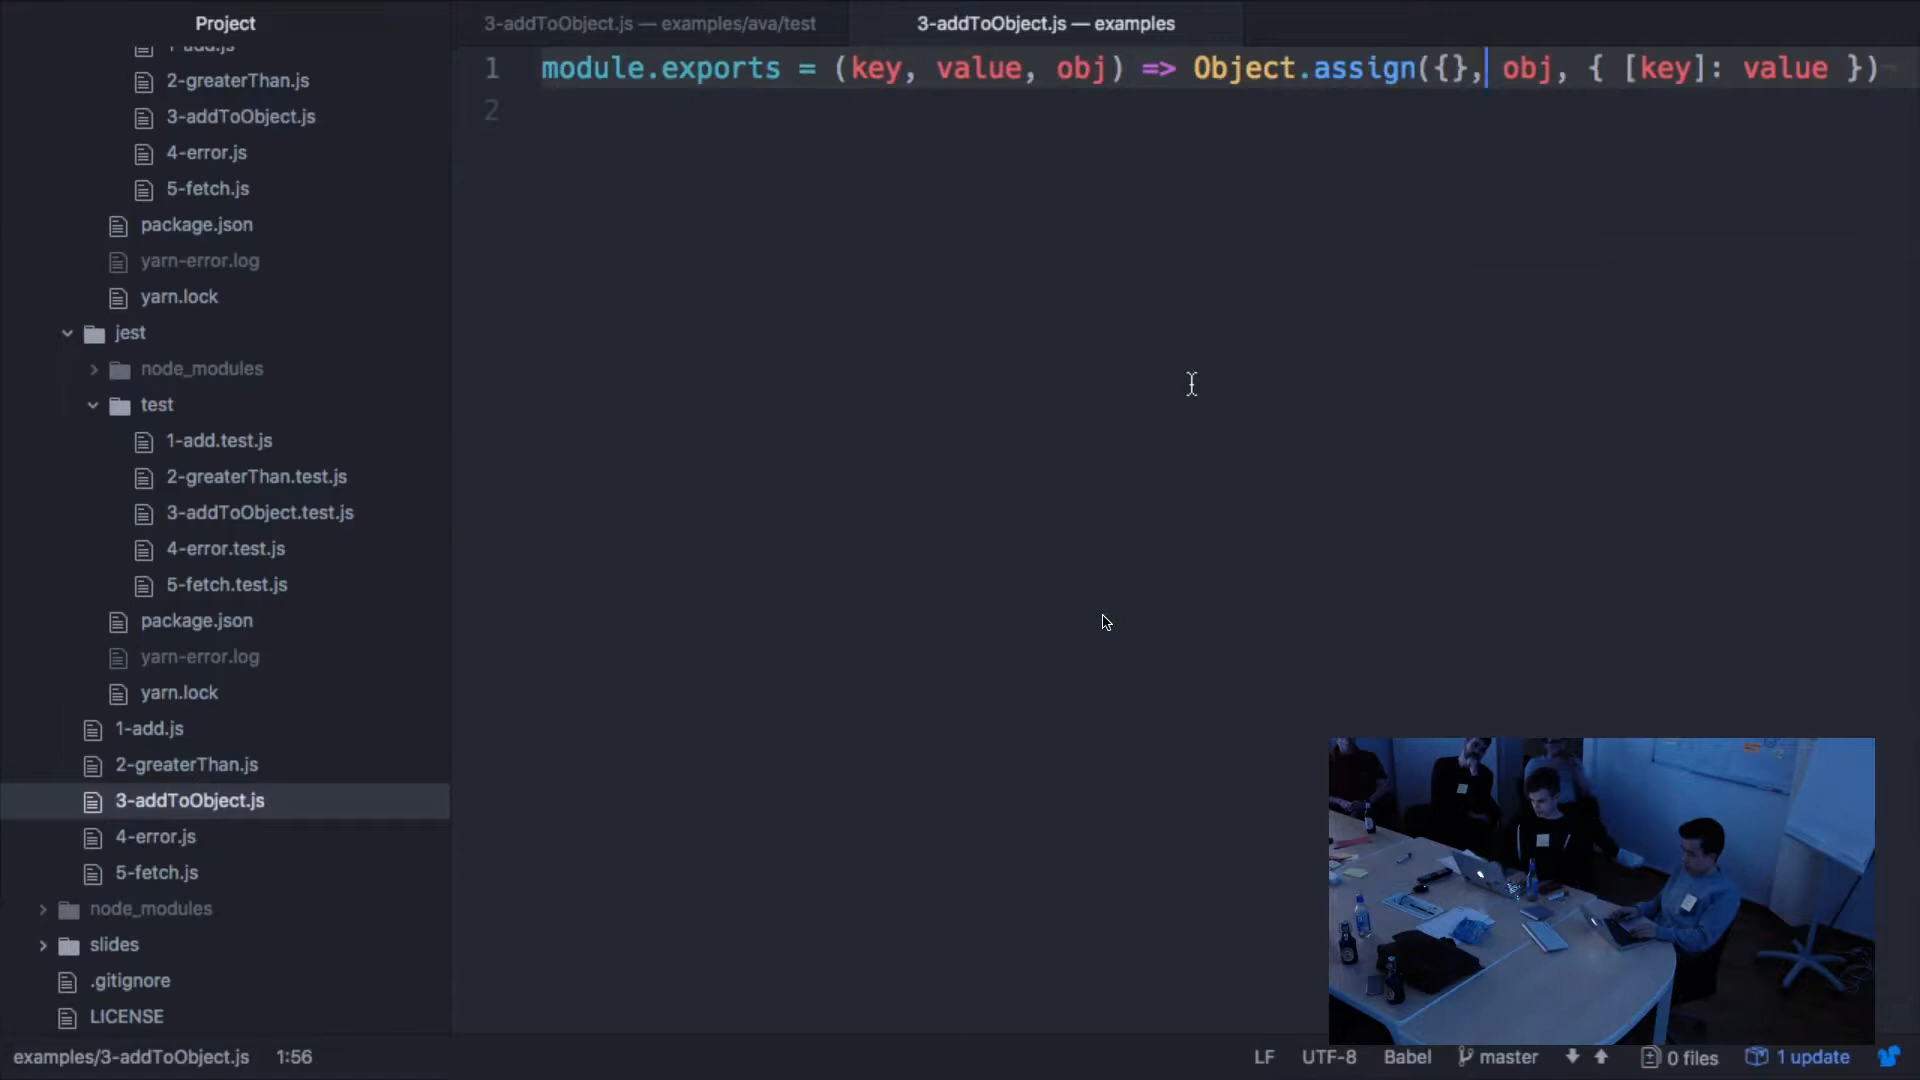 Project
1-add.js
2-greaterThan.js
3-addToObject.js
4-error.js
5-fetch.js
package.json
yarn-error.log
yarn.lock
jest
node_modules
test
1-add.test.js
2-greaterThan.test.js
3-addToObject.test.js
4-error.test.js
5-fetch.test.js
package.json
yarn-error.log
yarn.lock
1-add.js
2-greaterThan.js
3-addToObject.js
4-error.js
5-fetch.js
node_modules
slides
.gitignore
LICENSE
3-addToObject.js — examples/ava/test
3-addToObject.js — examples
1 module.exports = (key, value, obj) => Object.assign({}, obj, { [key]: value })¬
2
examples/3-addToObject.js 1:56
LF UTF-8 Babel master 0 files 1 update